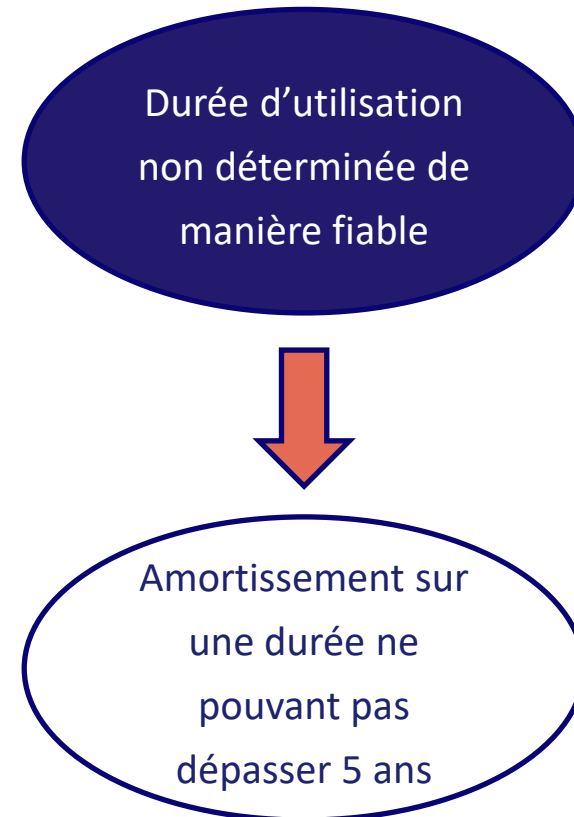 Durée d’utilisation
non déterminée de
manière fiable
Amortissement sur
une durée ne
pouvant pas
dépasser 5 ans